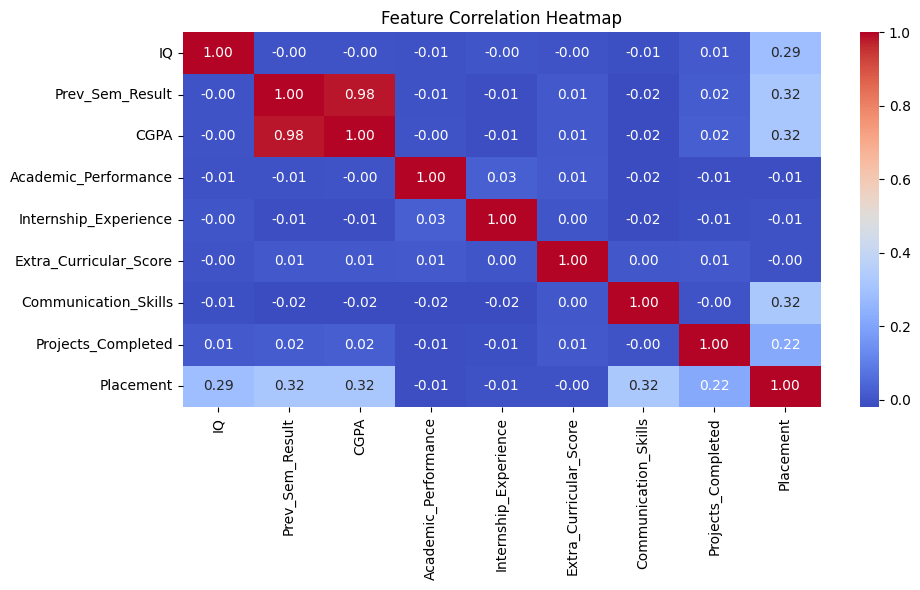 Feature Correlation Heatmap
IQ 1.00 -0.00 -0.00 -0.01 -0.00 -0.00 -0.01 0.01 0.29
Prev_Sem_Result -0.00 1.00 0.98 -0.01 -0.01 0.01 -0.02 0.02 0.32
CGPA -0.00 0.98 1.00 -0.00 -0.01 0.01 -0.02 0.02 0.32
Academic_Performance -0.01 -0.01 -0.00 1.00 0.03 0.01 -0.02 -0.01 -0.01
Internship_Experience -0.00 -0.01 -0.01 0.03 1.00 0.00 -0.02 -0.01 -0.01
Extra_Curricular_Score -0.00 0.01 0.01 0.01 0.00 1.00 0.00 0.01 -0.00
Communication_Skills -0.01 -0.02 -0.02 -0.02 -0.02 0.00 1.00 -0.00 0.32
Projects_Completed 0.01 0.02 0.02 -0.01 -0.01 0.01 -0.00 1.00 0.22
Placement 0.29 0.32 0.32 -0.01 -0.01 -0.00 0.32 0.22 1.00
IQ
Prev_Sem_Result
CGPA
Academic_Performance
Internship_Experience
Extra_Curricular_Score
Communication_Skills
Projects_Completed
Placement
1.0
0.8
0.6
0.4
0.2
0.0